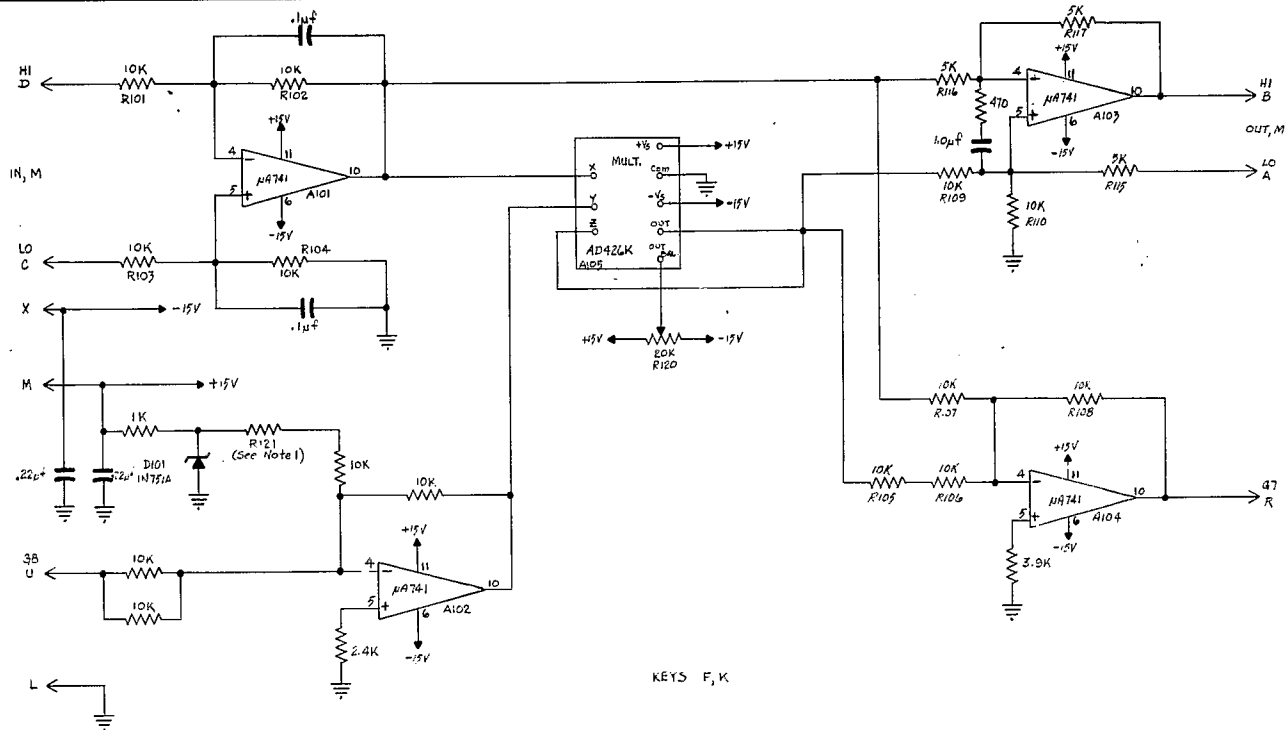 .1µf
10K
R102
HI
D
10K
R101
+15V
4
11
µA741
10
5
6
A101
-15V
IN, M
LO
C
10K
R103
R104
10K
.1µf
X
-15V
M
+15V
1K
R121
(See Note 1)
D101
1N751A
.22µf
10K
10K
38
U
10K
10K
+15V
4
11
µA741
10
5
6
A102
-15V
2.4K
L
MULT.
X
Y
Z
+Vs
+15V
Com
-Vs
-15V
OUT
OUT
BAL
AD426K
A105
+15V
-15V
20K
R120
5K
R117
5K
R116
+15V
4
11
470
µA741
10
5
6
A103
-15V
1.0µf
HI
B
OUT, M
LO
A
10K
R109
10K
R110
5K
R115
10K
10K
R108
10K
R105
10K
R106
+15V
4
11
µA741
10
5
6
A104
-15V
3.9K
47
R
KEYS F, K